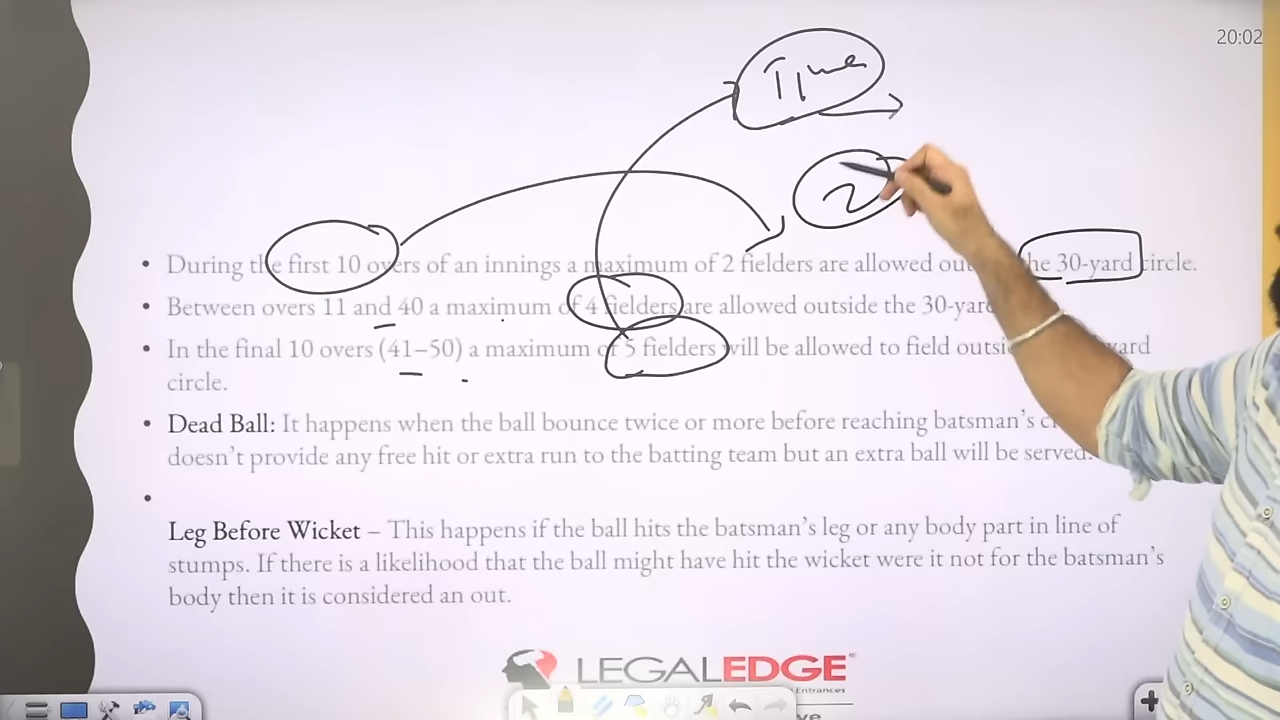 20:02
Time
2
• During the first 10 overs of an innings a maximum of 2 fielders are allowed the 30-yard circle.
• Between overs 11 and 40 a maximum of 4 fielders are allowed outside the
• In the final 10 overs (41–50) a maximum of 5 fielders will be allowed to field
circle.
• Dead Ball: It happens when the ball bounce twice or more before reaching batsman's
doesn't provide any free hit or extra run to the batting team but an extra ball will be served.
•
Leg Before Wicket – This happens if the ball hits the batsman's leg or any body part in line of
stumps. If there is a likelihood that the ball might have hit the wicket were it not for the batsman's
body then it is considered an out.
LEGALEDGE
Entrances